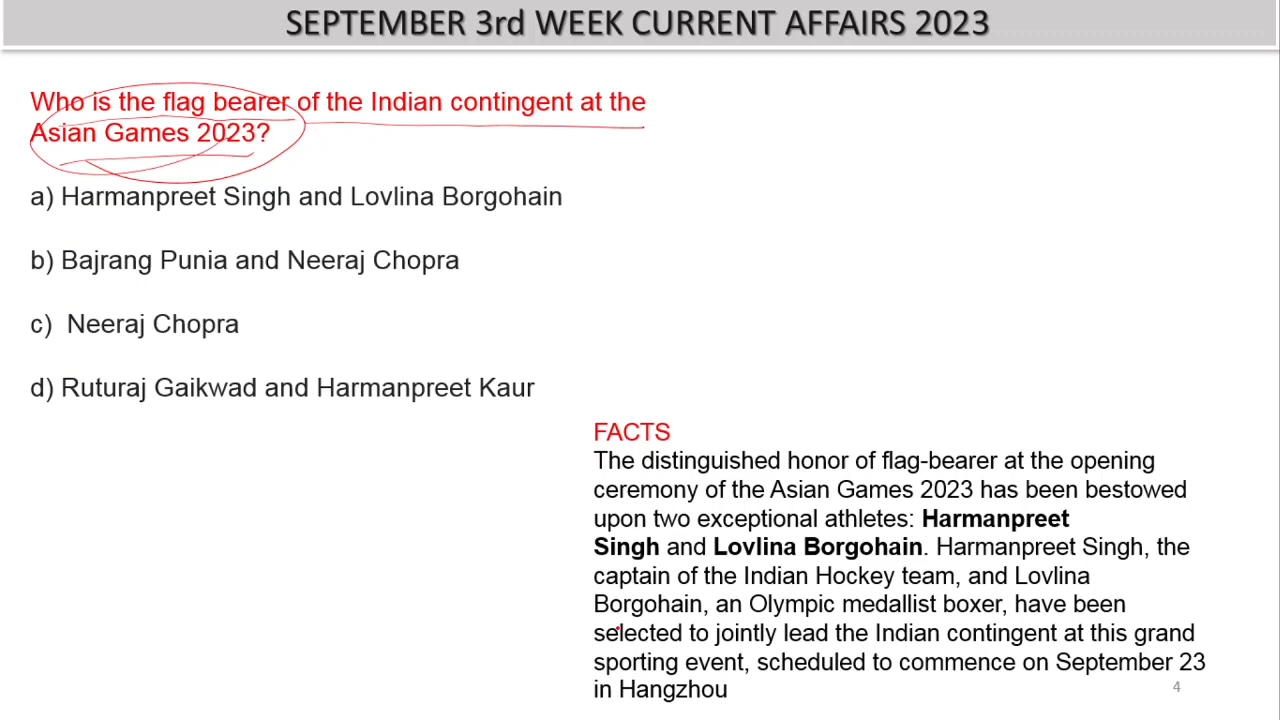 SEPTEMBER 3rd WEEK CURRENT AFFAIRS 2023
Who is the flag bearer of the Indian contingent at the
Asian Games 2023?
a) Harmanpreet Singh and Lovlina Borgohain
b) Bajrang Punia and Neeraj Chopra
c) Neeraj Chopra
d) Ruturaj Gaikwad and Harmanpreet Kaur
FACTS
The distinguished honor of flag-bearer at the opening
ceremony of the Asian Games 2023 has been bestowed
upon two exceptional athletes: Harmanpreet
Singh and Lovlina Borgohain. Harmanpreet Singh, the
captain of the Indian Hockey team, and Lovlina
Borgohain, an Olympic medallist boxer, have been
selected to jointly lead the Indian contingent at this grand
sporting event, scheduled to commence on September 23
in Hangzhou
4